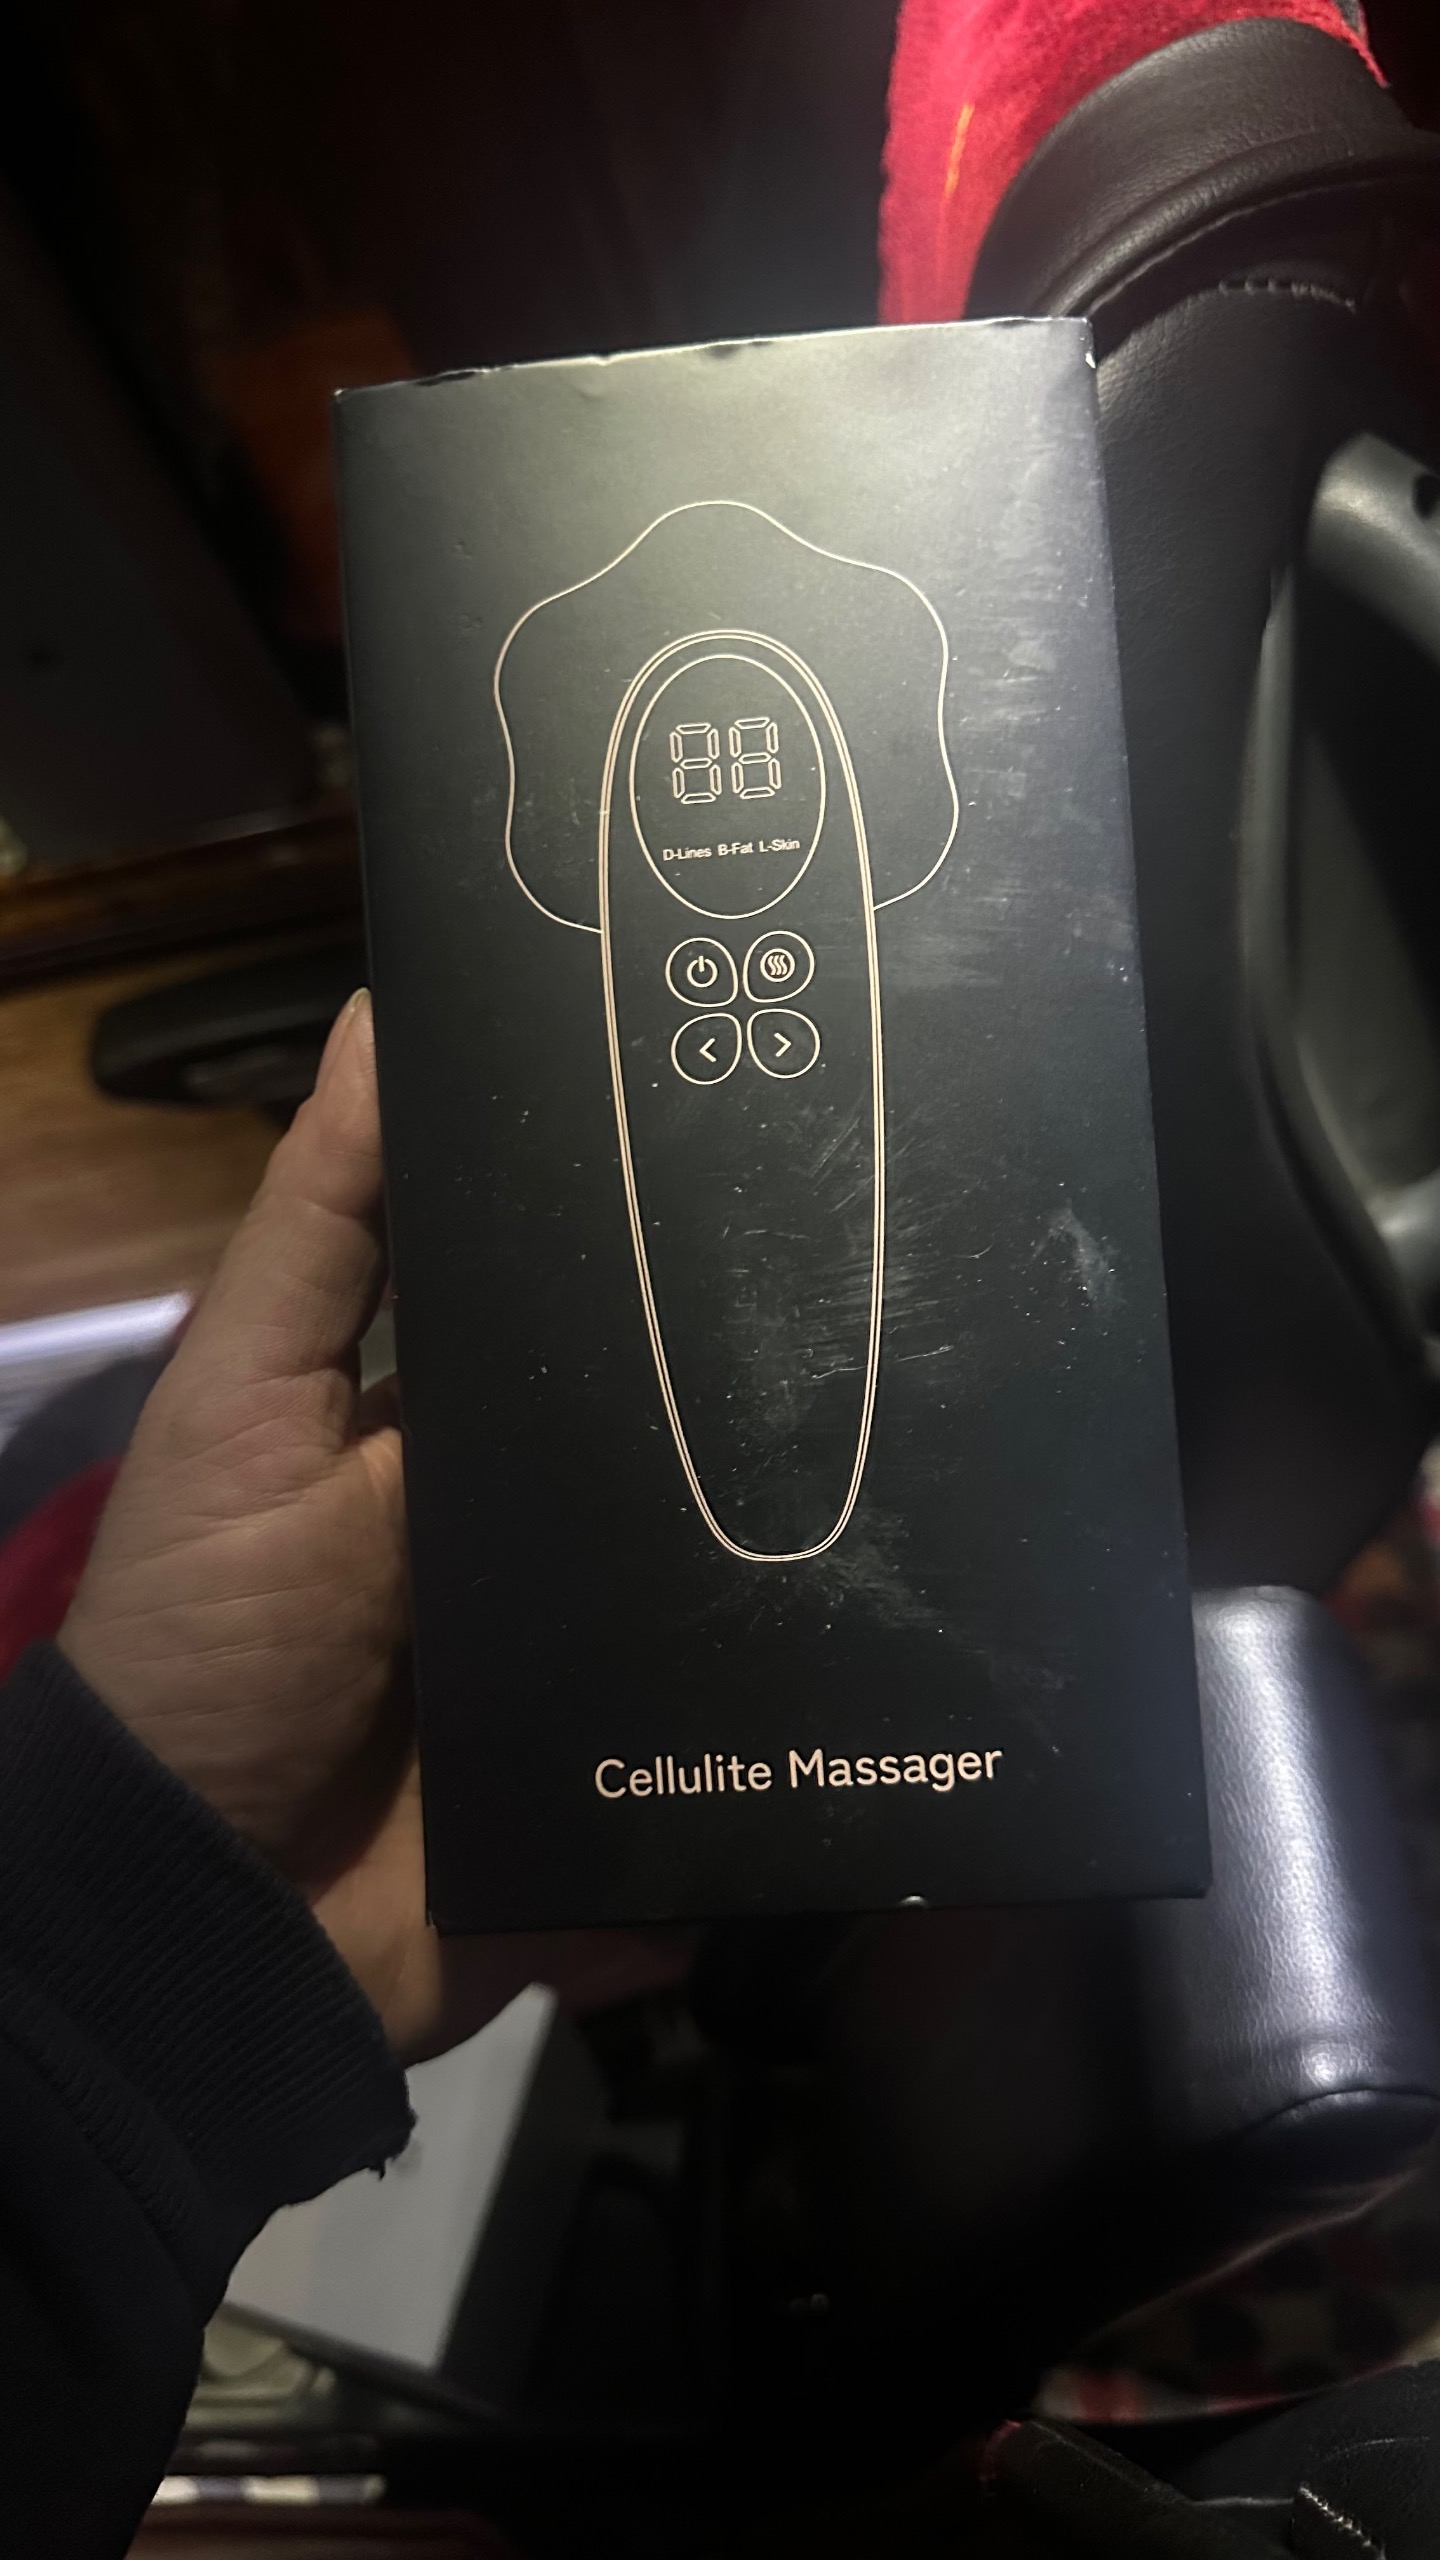 88
D-Lines B-Fat L-Skin
Cellulite Massager